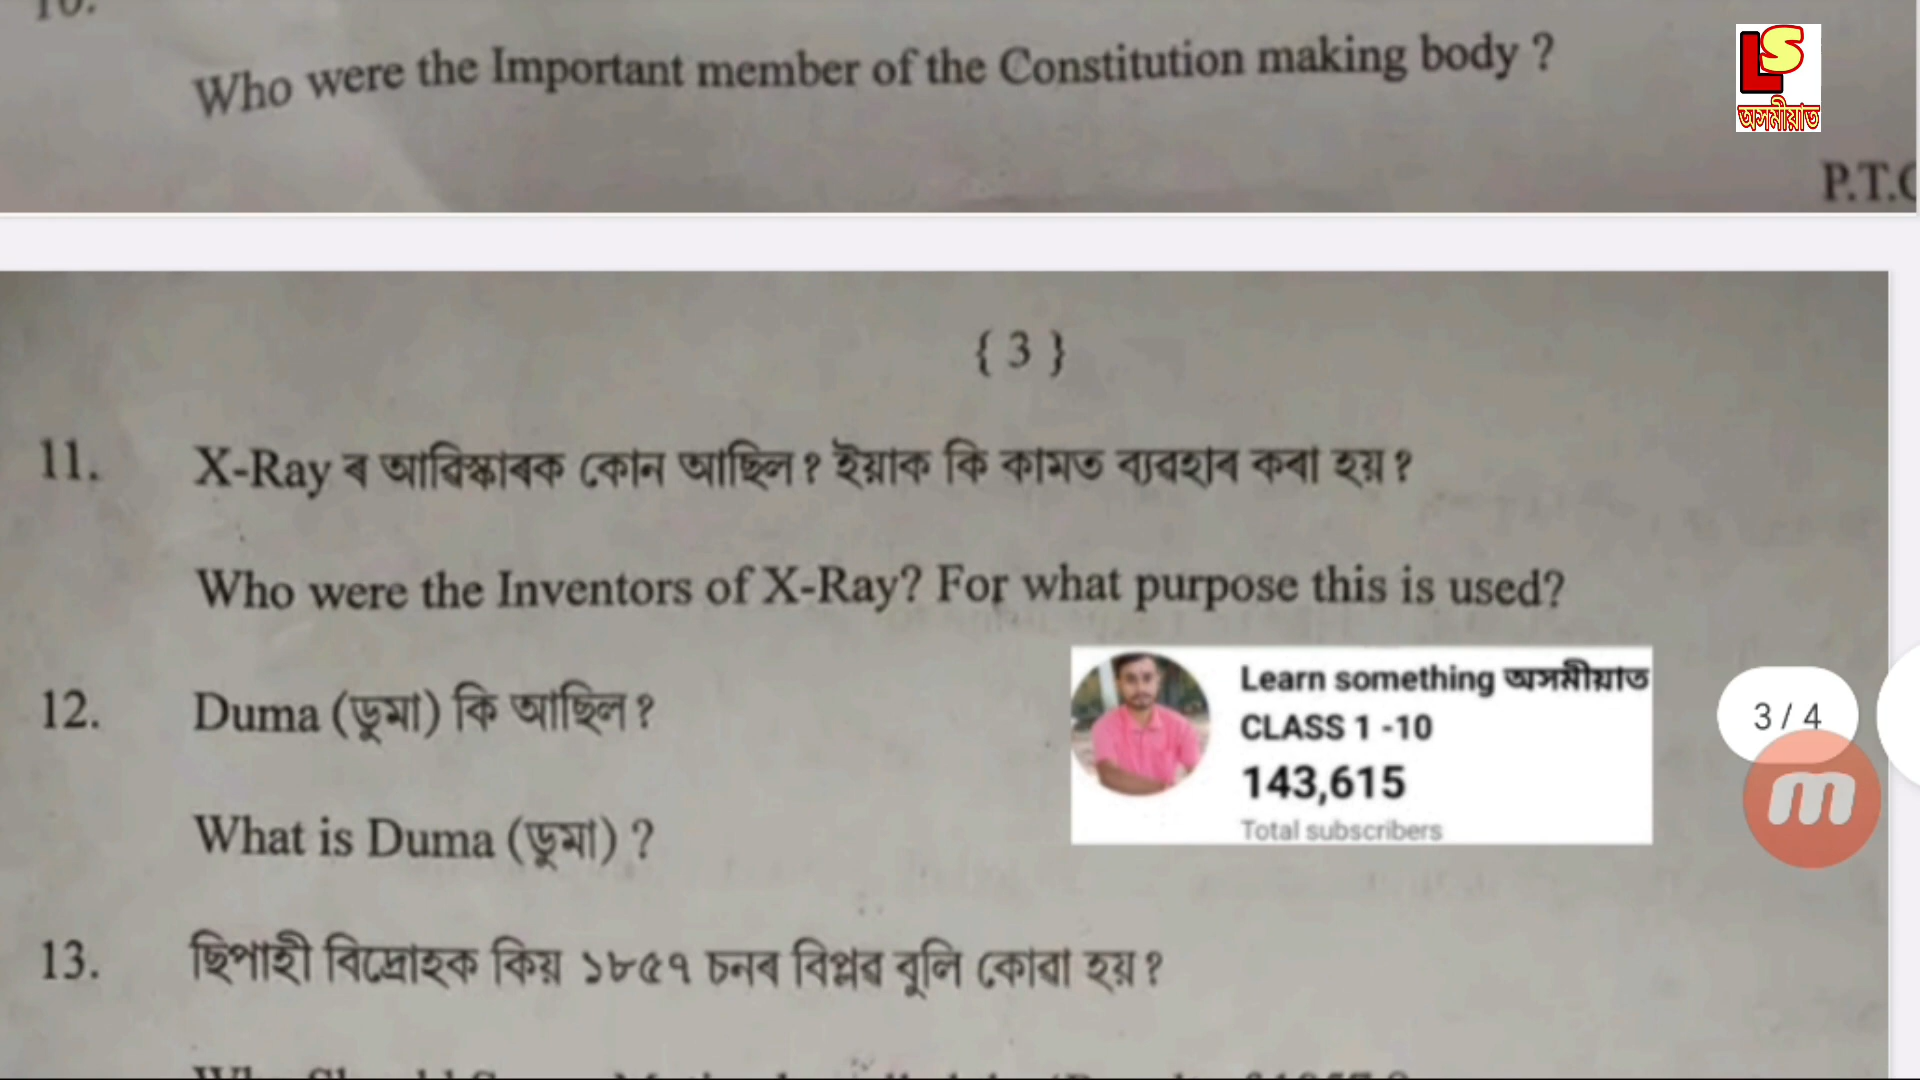 10.
Who were the Important member of the Constitution making body ?
LS
অসমীয়াত
P.T.O
{ 3 }
11. X-Ray ৰ আৱিস্কাৰক কোন আছিল ? ইয়াক কি কামত ব্যৱহাৰ কৰা হয় ?
Who were the Inventors of X-Ray? For what purpose this is used?
12. Duma (ডুমা) কি আছিল ?
What is Duma (ডুমা) ?
Learn something অসমীয়াত
CLASS 1 -10
143,615
Total subscribers
3 / 4
m
13. ছিপাহী বিদ্ৰোহক কিয় ১৮৫৭ চনৰ বিপ্লৱ বুলি কোৱা হয় ?